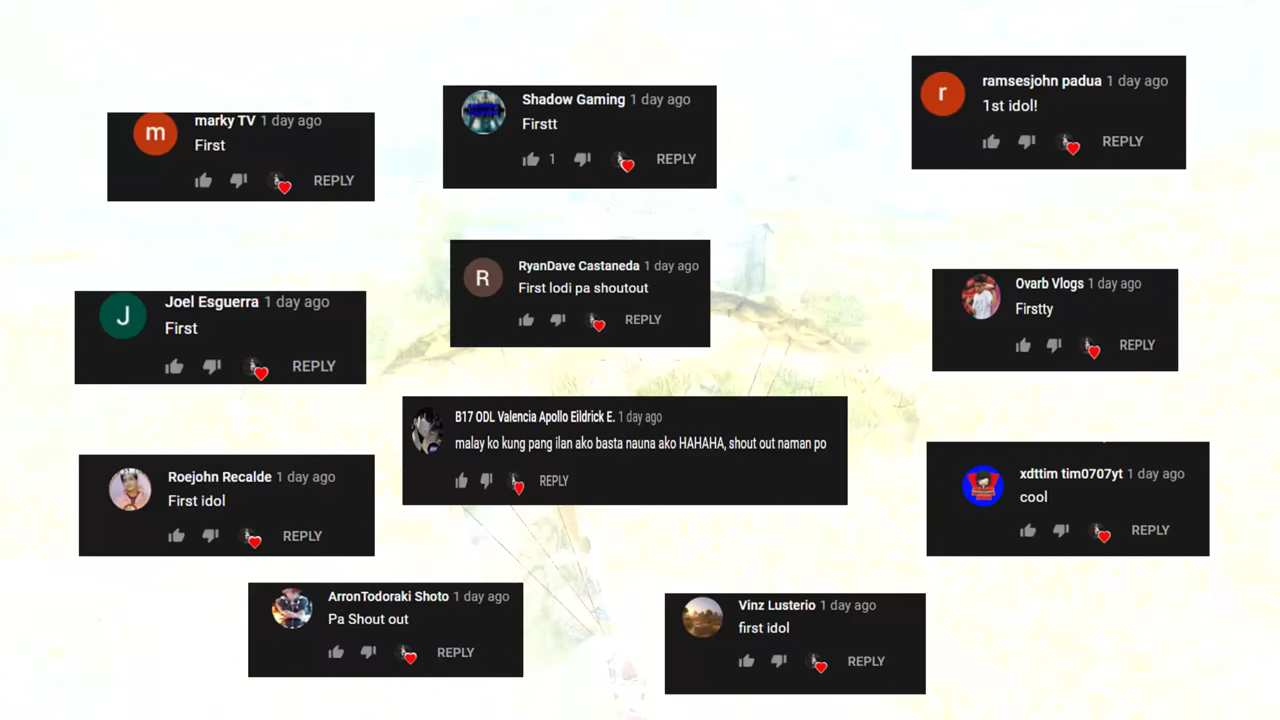 marky TV 1 day ago
First
REPLY
Shadow Gaming 1 day ago
Firstt
1 REPLY
r
ramsesjohn padua 1 day ago
1st idol!
REPLY
m
J
Joel Esguerra 1 day ago
First
REPLY
R
RyanDave Castaneda 1 day ago
First lodi pa shoutout
REPLY
Ovarb Vlogs 1 day ago
Firstty
REPLY
Roejohn Recalde 1 day ago
First idol
REPLY
B17 ODL Valencia Apollo Eildrick E. 1 day ago
malay ko kung pang ilan ako basta nauna ako HAHAHA, shout out naman po
REPLY
xdttim tim0707yt 1 day ago
cool
REPLY
ArronTodoraki Shoto 1 day ago
Pa Shout out
REPLY
Vinz Lusterio 1 day ago
first idol
REPLY